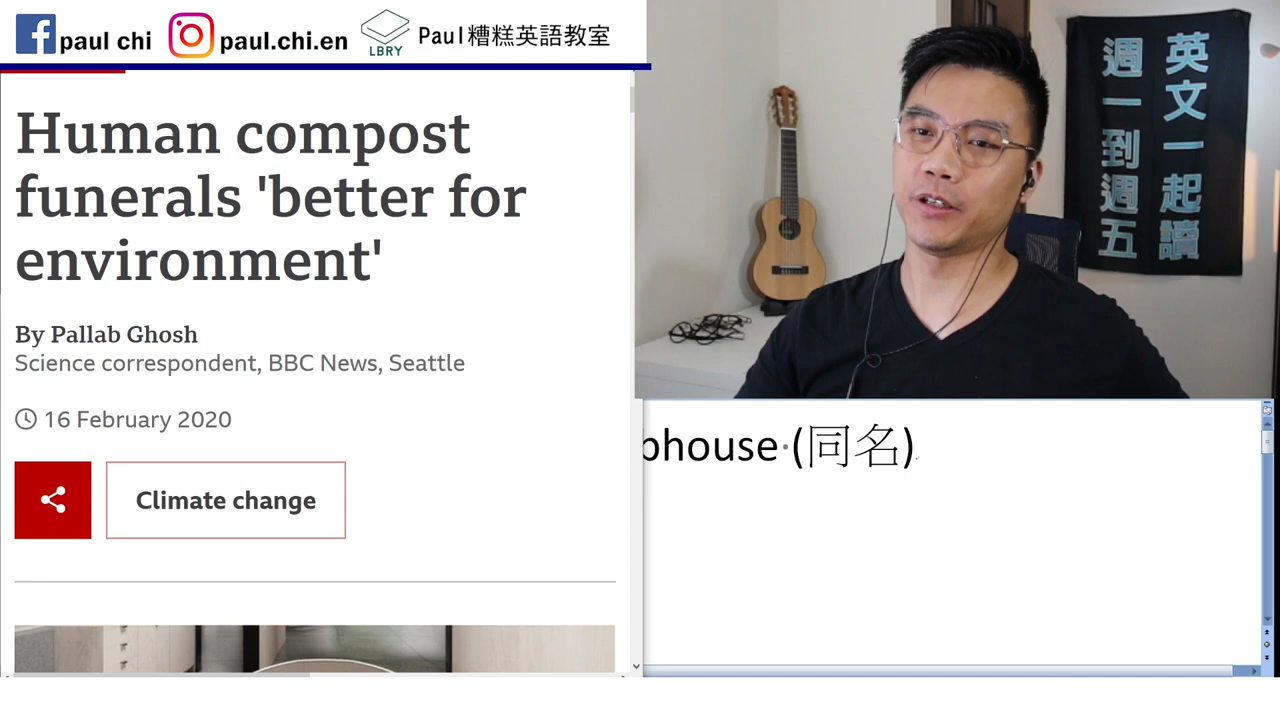 paul chi
paul.chi.en
LBRY
Paul糟糕英語教室
Human compost
funerals 'better for
environment'
By Pallab Ghosh
Science correspondent, BBC News, Seattle
16 February 2020
Climate change
英文一起讀
週一到週五
bhouse (同名)